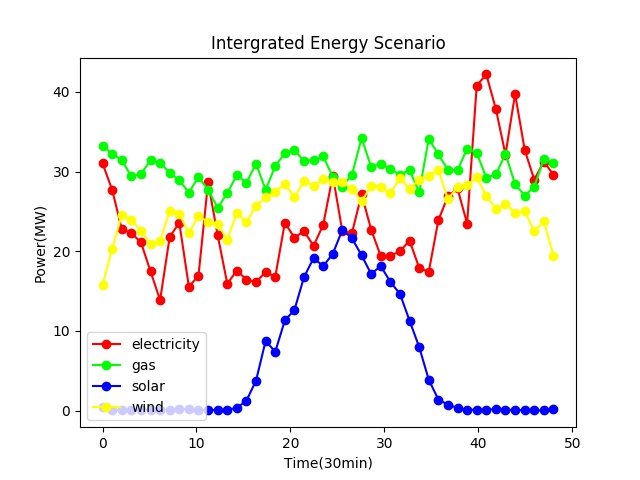 Intergrated Energy Scenario
Power(MW)
40
30
20
10
0
electricity
gas
solar
wind
0 10 20 30 40 50
Time(30min)